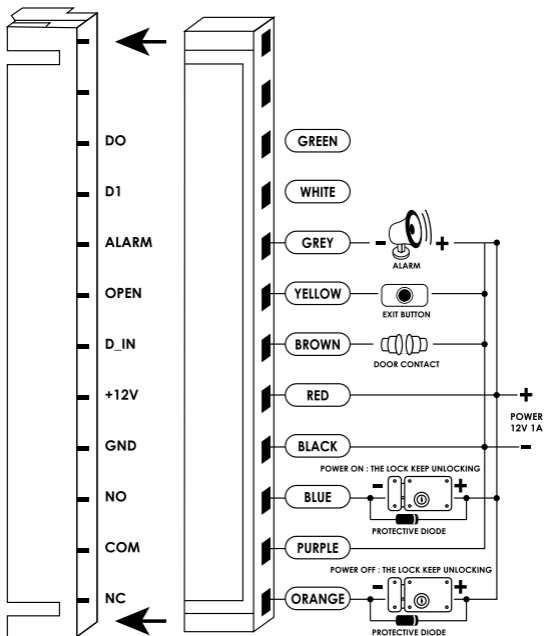 DO
GREEN
D1
WHITE
ALARM
GREY
- +
ALARM
OPEN
YELLOW
EXIT BUTTON
D_IN
BROWN
DOOR CONTACT
+12V
RED
+
POWER
12V 1A
GND
BLACK
-
POWER ON : THE LOCK KEEP UNLOCKING
NO
BLUE
- +
PROTECTIVE DIODE
COM
PURPLE
POWER OFF : THE LOCK KEEP UNLOCKING
NC
ORANGE
- +
PROTECTIVE DIODE